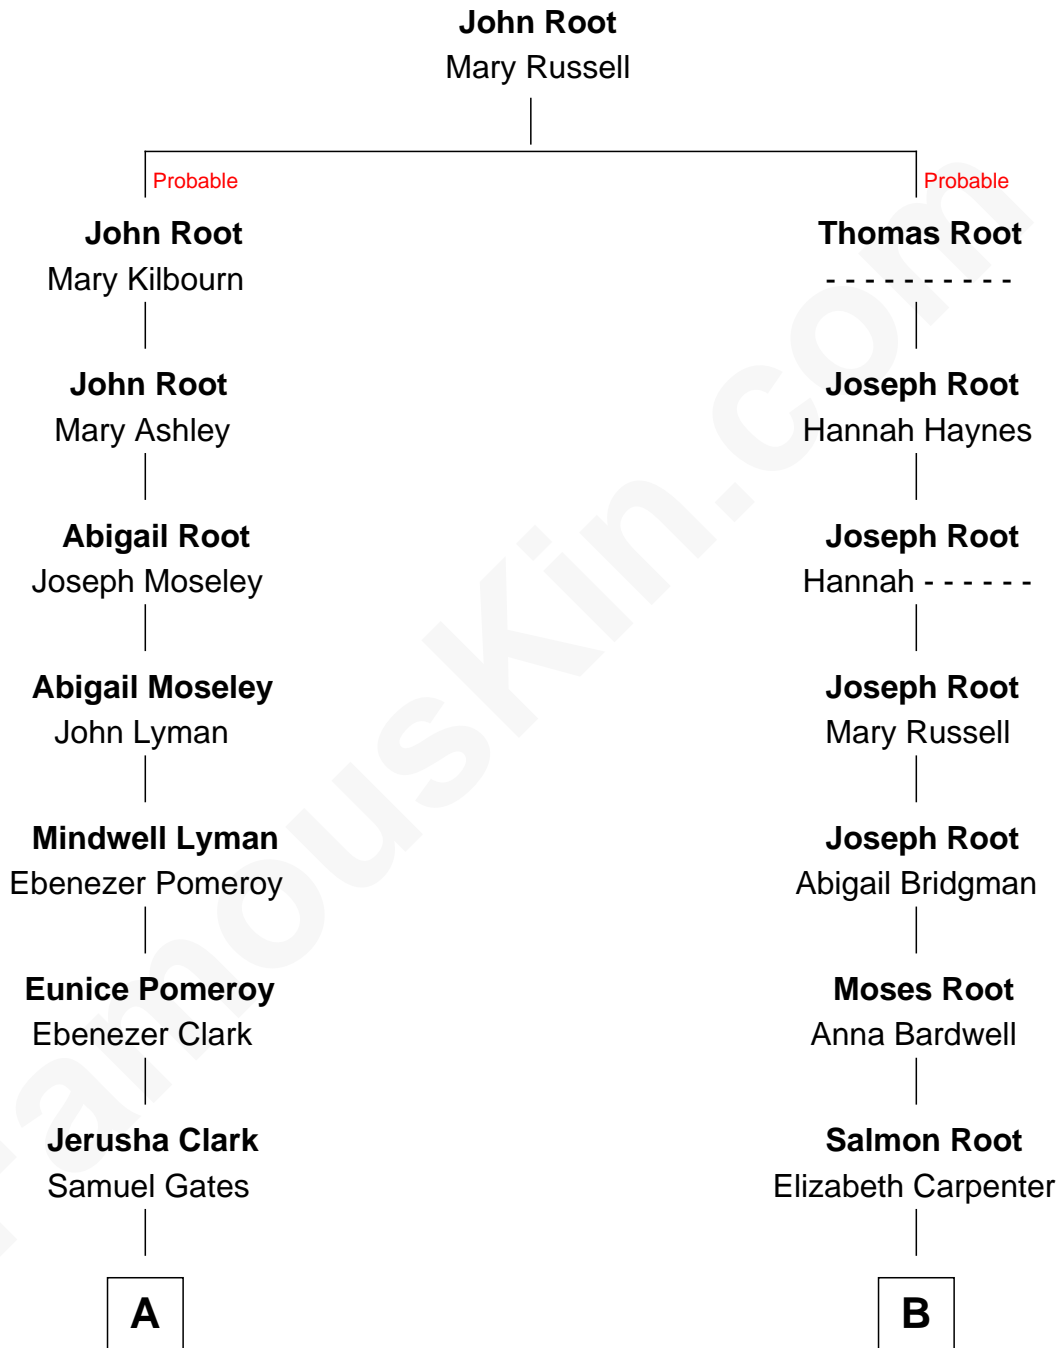 John Root
Mary Russell
Probable
Probable
John Root
Thomas Root
Mary Kilbourn
- - - - - - - - - -
John Root
Joseph Root
Mary Ashley
Hannah Haynes
Abigail Root
Joseph Root
Joseph Moseley
Hannah - - - - - -
Abigail Moseley
Joseph Root
John Lyman
Mary Russell
Mindwell Lyman
Joseph Root
Ebenezer Pomeroy
Abigail Bridgman
Eunice Pomeroy
Moses Root
Ebenezer Clark
Anna Bardwell
Jerusha Clark
Salmon Root
Samuel Gates
Elizabeth Carpenter
A
B
FamousKin.com